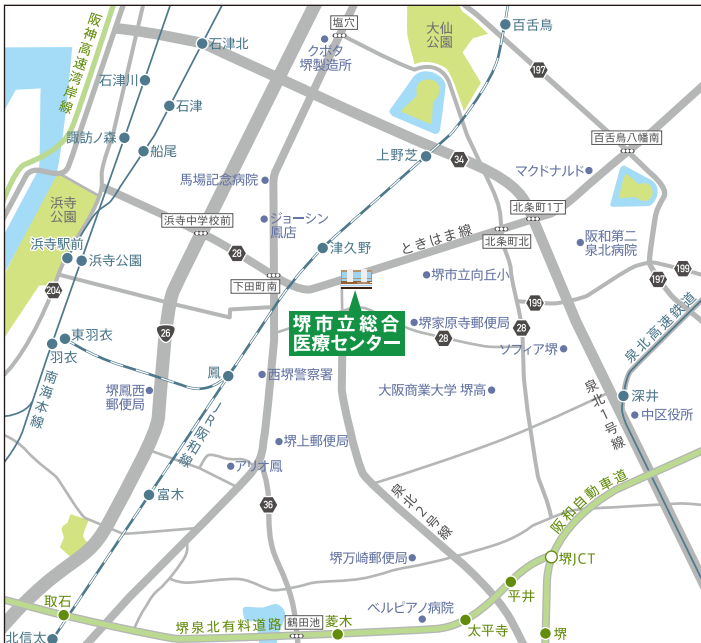 阪神高速湾岸線
石津北
塩穴
クボタ
堺製造所
大仙
公園
百舌鳥
197
石津川
石津
諏訪ノ森
船尾
上野芝
34
百舌鳥八幡南
マクドナルド
馬場記念病院
浜寺
公園
浜寺中学校前
ジョーシン
鳳店
北条町1丁
ときはま線
北条町北
阪和第二
泉北病院
浜寺駅前
浜寺公園
28
津久野
下田町南
堺市立向丘小
199
197
199
204
堺市立総合
医療センター
堺家原寺郵便局
28
28
ソフィア堺
泉北高速鉄道
26
東羽衣
羽衣
南海本線
堺鳳西
郵便局
鳳
西堺警察署
大阪商業大学 堺高
深井
中区役所
泉北1号線
JR阪和線
堺上郵便局
アリオ鳳
富木
36
泉北2号線
阪和自動車道
堺万崎郵便局
堺JCT
取石
平井
ベルピアノ病院
北信太
堺泉北有料道路
鶴田池
菱木
太平寺
堺